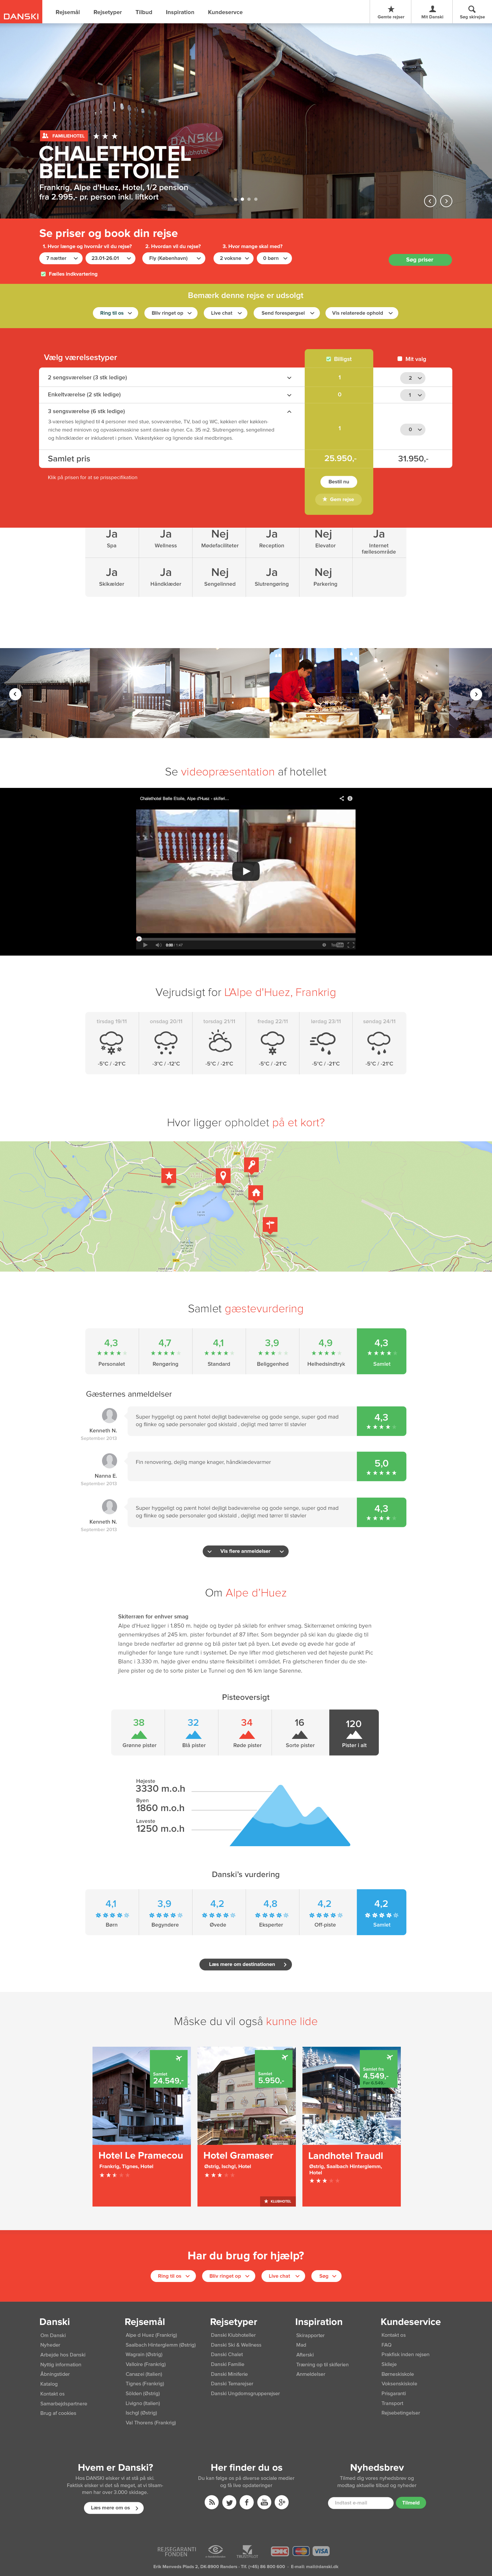 DANSKI
Rejsemål
Rejsetyper
Tilbud
Inspiration
Kundeservce
Gemte rejser
Mit Danski
Søg skirejse
FAMILIEHOTEL
CHALETHOTEL
BELLE ETOILE
Frankrig, Alpe d'Huez, Hotel, 1/2 pension
fra 2.995,- pr. person inkl. liftkort
Se priser og book din rejse
1. Hvor længe og hvornår vil du rejse?
2. Hvordan vil du rejse?
3. Hvor mange skal med?
7 nætter
23.01-26.01
Fly (København)
2 voksne
0 børn
Søg priser
Fælles indkvartering
Bemærk denne rejse er udsolgt
Ring til os
Bliv ringet op
Live chat
Send forespørgsel
Vis relaterede ophold
Vælg værelsestyper
Billigst
Mit valg
2 sengsværelser (3 stk ledige)
1
2
Enkeltværelse (2 stk ledige)
0
1
3 sengsværelse (6 stk ledige)
3-værelses lejlighed til 4 personer med stue, soveværelse, TV, bad og WC, køkken eller køkken-
niche med minikøn og opvaskemaskine samt danske dyner. Ca. 35 m2. Slutrengøring, sengelinned
og håndklæder er inkluderet i prisen. Viskestykker og lignende skal medbringes.
1
0
Samlet pris
25.950,-
31.950,-
Klik på prisen for at se prisspecifikation
Bestil nu
Gem rejse
Ja
Ja
Nej
Ja
Nej
Ja
Spa
Wellness
Mødefaciliteter
Reception
Elevator
Internet
fællesområde
Ja
Ja
Nej
Ja
Nej
Skikælder
Håndklæder
Sengelinned
Slutrengøring
Parkering
Se videopræsentation af hotellet
Chalethotel Belle Etoile, Alpe d'Huez - skiferi...
0:00 / 1:47
Vejrudsigt for L'Alpe d'Huez, Frankrig
tirsdag 19/11
onsdag 20/11
torsdag 21/11
fredag 22/11
lørdag 23/11
søndag 24/11
-5°C / -21°C
-3°C / -12°C
-5°C / -21°C
-5°C / -21°C
-5°C / -21°C
-5°C / -21°C
Hvor ligger opholdet på et kort?
Samlet gæstevurdering
4,3
4,7
4,1
3,9
4,9
4,3
Personalet
Rengøring
Standard
Beliggenhed
Helhedsindtryk
Samlet
Gæsternes anmeldelser
Super hyggeligt og pænt hotel dejligt badeværelse og gode senge, super god mad
og flinke og søde personaler god skistald , dejligt med tørrer til støvler
4,3
Kenneth N.
September 2013
Fin renovering, dejlig mange knager, håndklædevarmer
5,0
Nanna E.
September 2013
Super hyggeligt og pænt hotel dejligt badeværelse og gode senge, super god mad
og flinke og søde personaler god skistald , dejligt med tørrer til støvler
4,3
Kenneth N.
September 2013
Vis flere anmeldelser
Om Alpe d'Huez
Skiterræn for enhver smag
Alpe d'Huez ligger i 1.850 m. højde og byder på skiløb for enhver smag. Skiterrænet omkring byen
gennemkrydses af 245 km. pister forbundet af 87 lifter. Som begynder på ski kan du glæde dig til
lange brede nedfarter ad grønne og blå pister tæt på byen. Let øvede og øvede har gode
muligheder for lange ture rundt i systemet. De nye lifter mod gletscheren ved det højeste punkt Pic
Blanc i 3.330 m. højde giver endnu større fleksibilitet i området. Fra gletscheren finder du de ste-
jlere pister og de to sorte pister Le Tunnel og den 16 km lange Sarenne.
Pisteoversigt
38
32
34
16
120
Grønne pister
Blå pister
Røde pister
Sorte pister
Pister i alt
Højeste
3330 m.o.h
Byen
1860 m.o.h
Laveste
1250 m.o.h
Danski's vurdering
4,1
3,9
4,2
4,8
4,2
4,2
Børn
Begyndere
Øvede
Eksperter
Off-piste
Samlet
Læs mere om destinationen
Måske du vil også kunne lide
Samlet
24.549,-
Samlet
5.950,-
Samlet fra
4.549,-
Hotel Le Pramecou
Frankrig, Tignes, Hotel
Hotel Gramaser
Østrig, Ischgl, Hotel
KLUBHOTEL
Landhotel Traudl
Østrig, Saalbach Hinterglemm,
Hotel
Har du brug for hjælp?
Ring til os
Bliv ringet op
Live chat
Søg
Danski
Om Danski
Nyheder
Arbejde hos Danski
Nyttig information
Åbningstider
Katalog
Kontakt os
Samarbejdspartnere
Brug af cookies
Rejsemål
Alpe d Huez (Frankrig)
Saalbach Hinterglemm (Østrig)
Wagrain (Østrig)
Valtorre (Frankrig)
Canazei (Italien)
Tignes (Frankrig)
Sölden (Østrig)
Livigno (Italien)
Ischgl (Østrig)
Val Thorens (Frankrig)
Rejsetyper
Danski Klubhoteller
Danski Ski & Wellness
Danski Chalet
Danski Familie
Danski Miniferie
Danski Temarejser
Danski Ungdomsgrupperejser
Inspiration
Skirapporter
Mad
Afterski
Træning op til skiferien
Anmeldelser
Kundeservice
Kontakt os
FAQ
Praktisk inden rejsen
Skileje
Børneskiskole
Voksenskiskole
Prisgaranti
Transport
Rejsebetingelser
Hvem er Danski?
Hos DANSKI elsker vi at stå på ski.
Faktisk elsker vi det så meget, at vi tilsam-
men har over 3.000 skidage.
Læs mere om os
Her finder du os
Du kan følge os på diverse sociale medier
og få live opdateringer
Nyhedsbrev
Tilmeld dig vores nyhedsbrev og
modtag aktuelle tilbud og nyheder
Indtast e-mail
Tilmeld
REJSEGARANTI
FONDEN
VISA
Erik Menveds Plads 2, DK-8900 Randers · Tlf. (+45) 86 800 600 · E-mail: mail@danski.dk